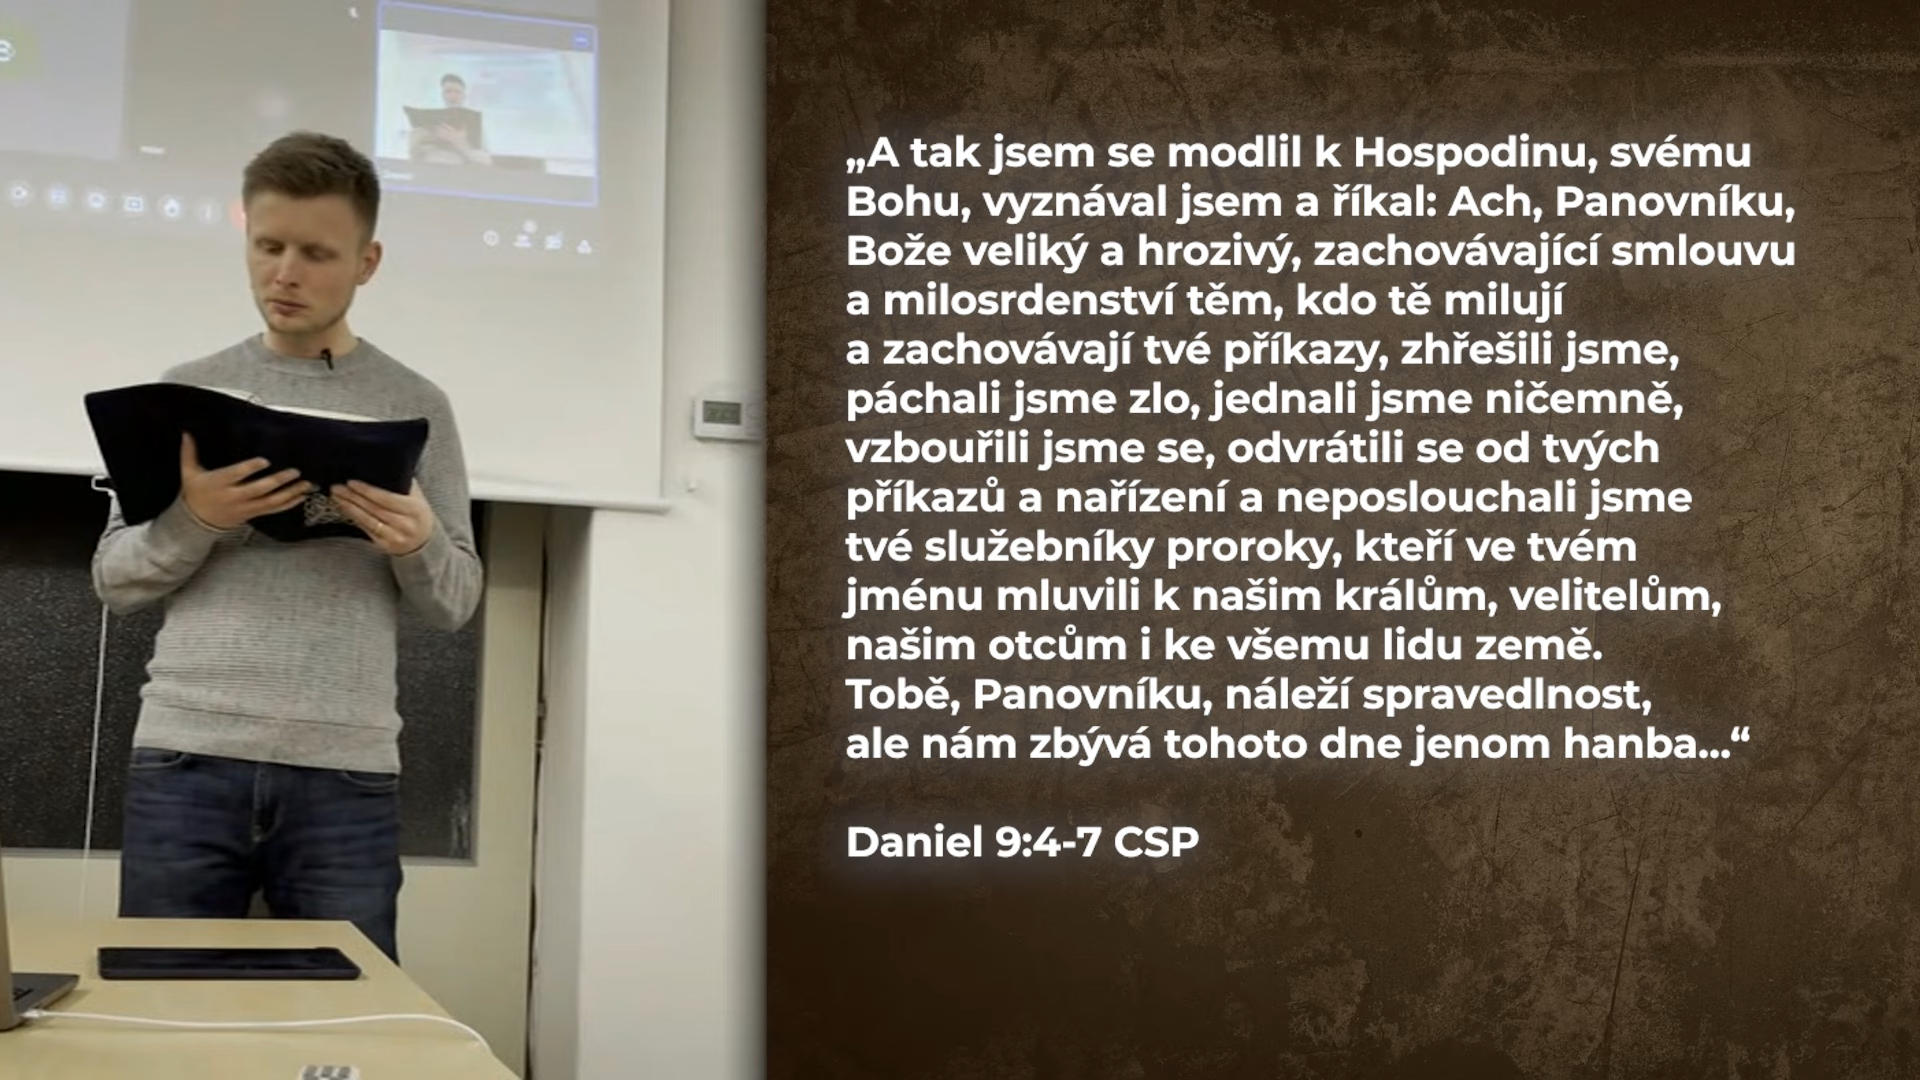 „A tak jsem se modlil k Hospodinu, svému
Bohu, vyznával jsem a říkal: Ach, Panovníku,
Bože veliký a hrozivý, zachovávající smlouvu
a milosrdenství těm, kdo tě milují
a zachovávají tvé příkazy, zhřešili jsme,
páchali jsme zlo, jednali jsme ničemně,
vzbouřili jsme se, odvrátili se od tvých
příkazů a nařízení a neposlouchali jsme
tvé služebníky proroky, kteří ve tvém
jménu mluvili k našim králům, velitelům,
našim otcům i ke všemu lidu země.
Tobě, Panovníku, náleží spravedlnost,
ale nám zbývá tohoto dne jenom hanba...“
Daniel 9:4-7 CSP